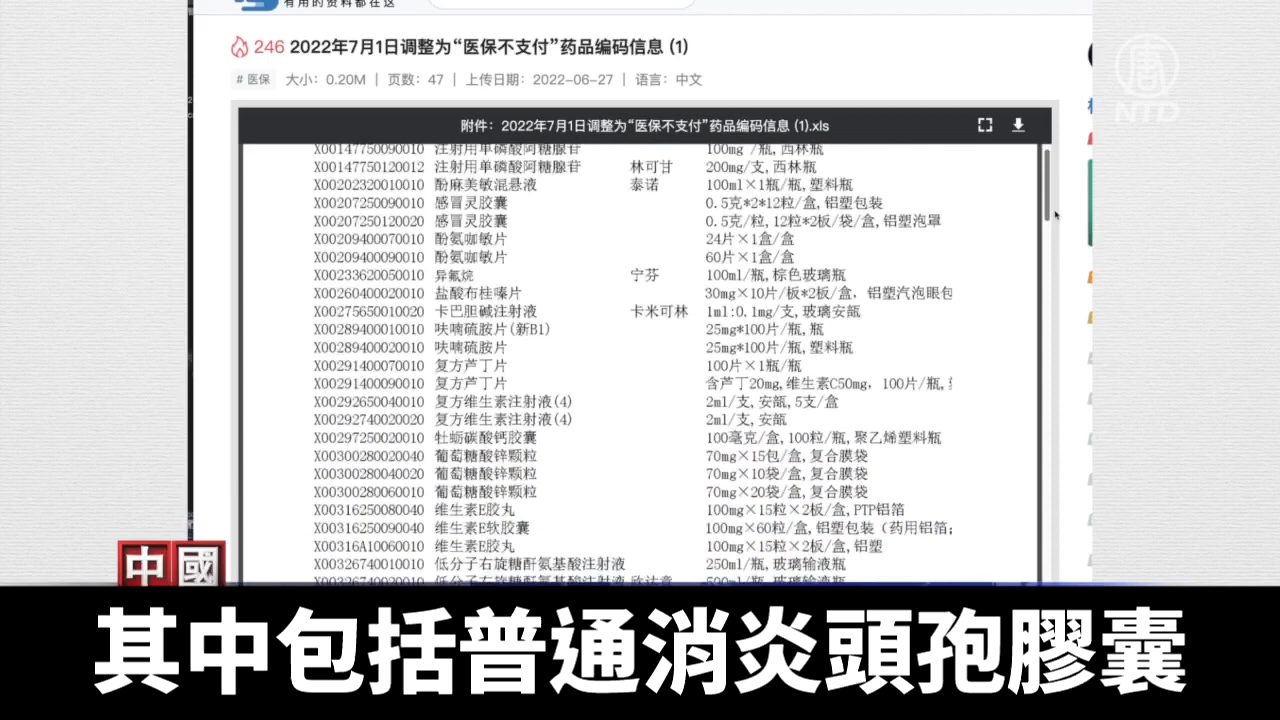 有用的资料都在这
246 2022年7月1日调整为“医保不支付”药品编码信息 (1)
# 医保 大小：0.20M | 页数：47 | 上传日期：2022-06-27 | 语言：中文
附件：2022年7月1日调整为“医保不支付”药品编码信息 (1).xls
X00147750090010 注射用单磷酸阿糖腺苷 100mg /瓶,西林瓶
X00147750120012 注射用单磷酸阿糖腺苷 林可甘 200mg/支,西林瓶
X00202320010010 酚麻美敏混悬液 泰诺 100ml×1瓶/瓶,塑料瓶
X00207250090010 感冒灵胶囊 0.5克*2*12粒/盒,铝塑包装
X00207250120020 感冒灵胶囊 0.5克/粒,12粒*2板/袋/盒,铝塑泡罩
X00209400070010 酚氨咖敏片 24片×1盒/盒
X00209400090010 酚氨咖敏片 60片×1盒/盒
X00233620050010 异氟烷 宁芬 100ml/瓶,棕色玻璃瓶
X00260400020010 盐酸布桂嗪片 30mg×10片/板*2板/盒，铝塑汽泡眼包
X00275650010020 卡巴胆碱注射液 卡米可林 1ml:0.1mg/支,玻璃安瓿
X00289400010010 呋喃硫胺片(新B1) 25mg*100片/瓶,瓶
X00289400020010 呋喃硫胺片 25mg*100片/瓶,塑料瓶
X00291400070010 复方芦丁片 100片×1瓶/瓶
X00291400090010 复方芦丁片 含芦丁20mg,维生素C50mg，100片/瓶,
X00292650040010 复方维生素注射液(4) 2ml/支,安瓿,5支/盒
X00292740020020 复方维生素注射液(4) 2ml/支,安瓿
X00297250020010 牡蛎碳酸钙胶囊 100毫克/盒,100粒/瓶,聚乙烯塑料瓶
X00300280020040 葡萄糖酸锌颗粒 70mg×15包/盒,复合膜袋
X00300280040020 葡萄糖酸锌颗粒 70mg×10袋/盒,复合膜袋
X00300280060010 葡萄糖酸锌颗粒 70mg×20袋/盒,复合膜袋
X00316250080040 维生素E胶丸 100mg×15粒×2板/盒,PTP铝箔
X00316250090040 维生素E软胶囊 100mg×60粒/盒,铝塑包装（药用铝箔;
X00316A10060010 维生素E胶丸 100mg×15粒×2板/盒,铝塑
X00326740010010 低分子右旋糖酐氨基酸注射液 250ml/瓶,玻璃输液瓶
X00326740020010 低分子右旋糖酐氨基酸注射液 欣达音 500ml/瓶,玻璃输液瓶
唐
NTD
中國
其中包括普通消炎頭孢膠囊